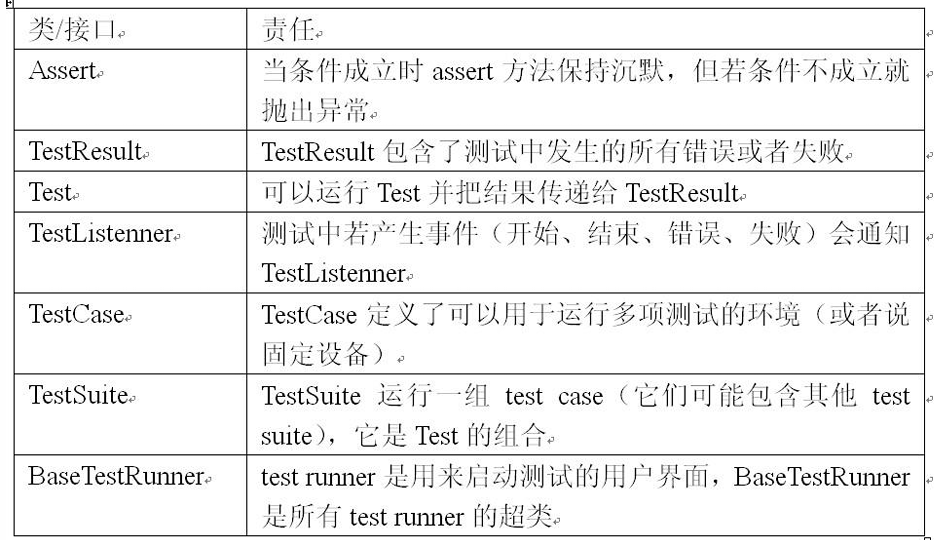 类/接口 责任
Assert 当条件成立时 assert 方法保持沉默，但若条件不成立就
抛出异常
TestResult TestResult 包含了测试中发生的所有错误或者失败
Test 可以运行 Test 并把结果传递给 TestResult
TestListenner 测试中若产生事件（开始、结束、错误、失败）会通知
TestListenner
TestCase TestCase 定义了可以用于运行多项测试的环境（或者说
固定设备）
TestSuite TestSuite 运行一组 test case（它们可能包含其他 test
suite），它是 Test 的组合
BaseTestRunner test runner 是用来启动测试的用户界面，BaseTestRunner
是所有 test runner 的超类